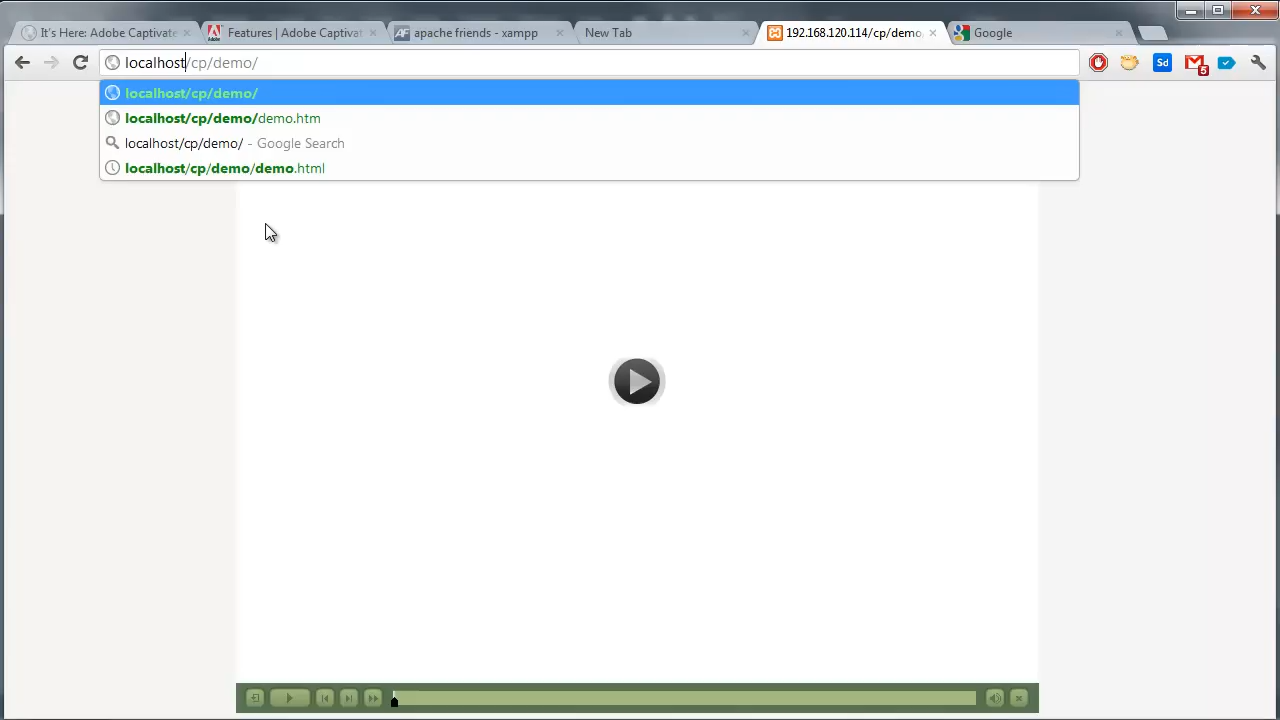 It's Here: Adobe Captivate
Features | Adobe Captivat
apache friends - xampp
New Tab
192.168.120.114/cp/demo
Google
localhost/cp/demo/
Sd
5
localhost/cp/demo/
localhost/cp/demo/demo.htm
localhost/cp/demo/ - Google Search
localhost/cp/demo/demo.html